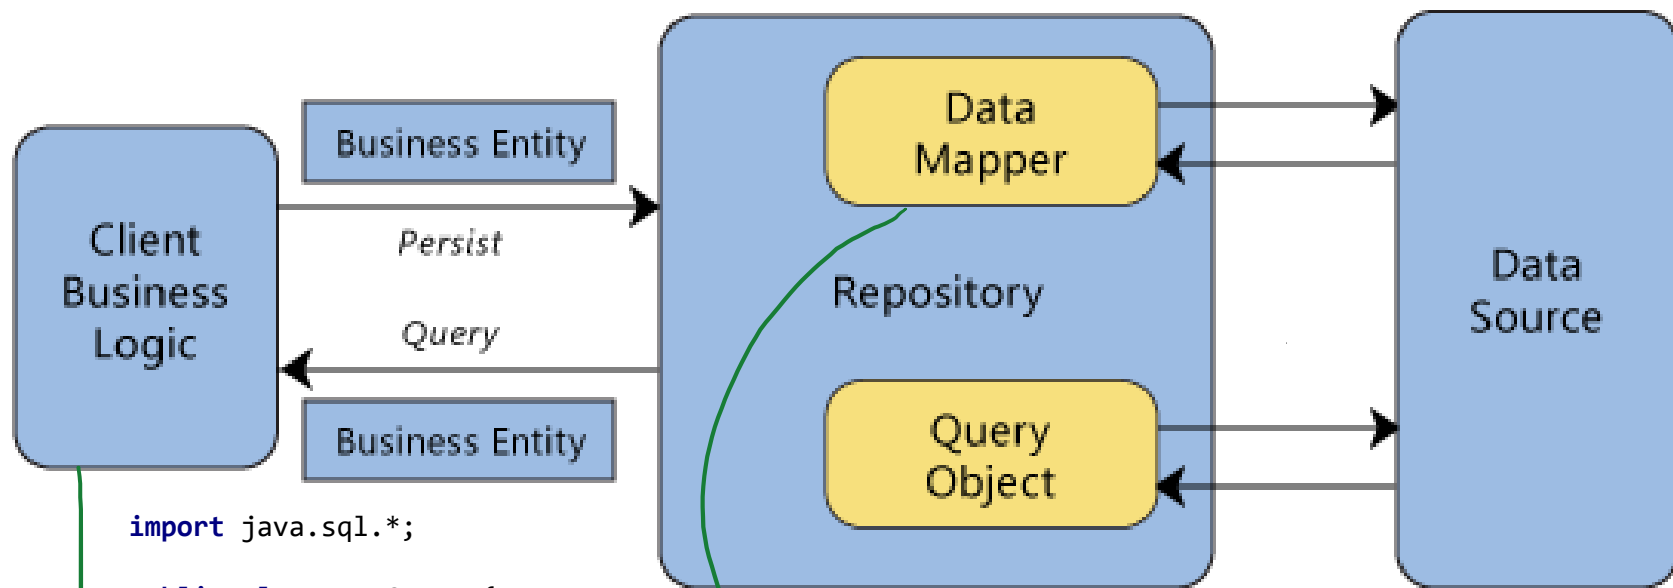 Client
Business
Logic
Business Entity
Persist
Query
Business Entity
Repository
Data
Mapper
Query
Object
Data
Source
import java.sql.*;